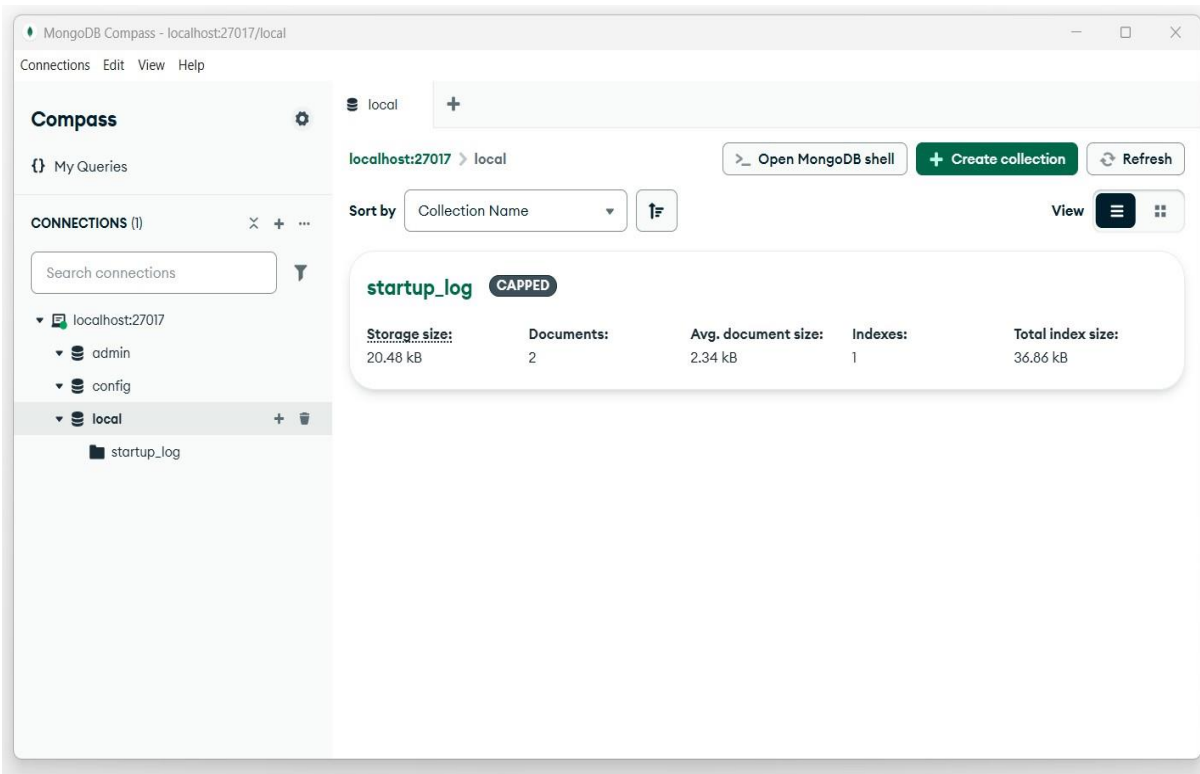 MongoDB Compass - localhost:27017/local
Connections Edit View Help
Compass
{} My Queries
CONNECTIONS (1)
Search connections
localhost:27017
admin
config
local
startup_log
local
localhost:27017 > local
>_ Open MongoDB shell
+ Create collection
Refresh
Sort by Collection Name
View
startup_log CAPPED
Storage size: Documents: Avg. document size: Indexes: Total index size:
20.48 kB 2 2.34 kB 1 36.86 kB